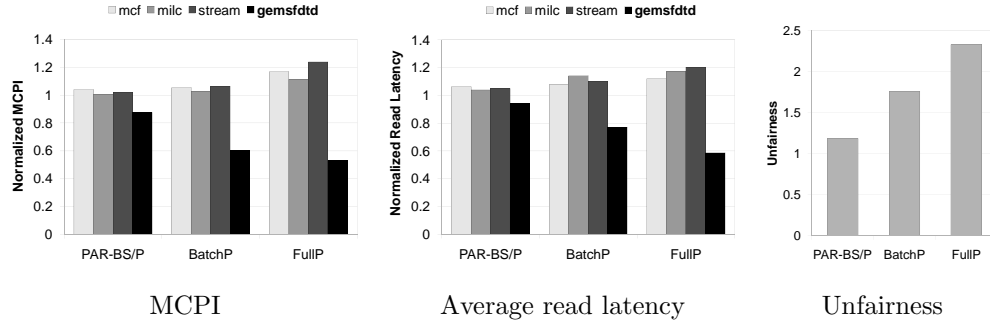 mcf milc stream gemsfdtd
Normalized MCPI
1.4
1.2
1
0.8
0.6
0.4
0.2
0
PAR-BS/P BatchP FullP
MCPI
mcf milc stream gemsfdtd
Normalized Read Latency
1.4
1.2
1
0.8
0.6
0.4
0.2
0
PAR-BS/P BatchP FullP
Average read latency
Unfairness
2.5
2
1.5
1
0.5
0
PAR-BS/P BatchP FullP
Unfairness